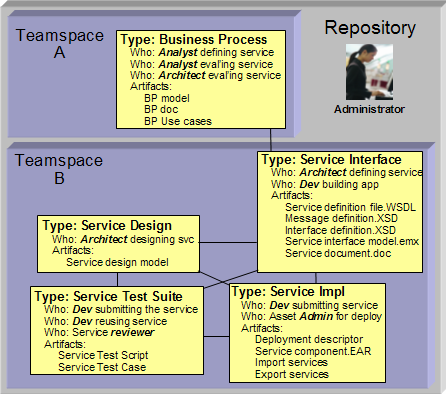 Teamspace
A
Type: Business Process
Who: Analyst defining service
Who: Analyst eval'ing service
Who: Architect eval'ing service
Artifacts:
BP model
BP doc
BP Use cases
Repository
Administrator
Teamspace
B
Type: Service Interface
Who: Architect defining service
Who: Dev building app
Artifacts:
Service definition file.WSDL
Message definition.XSD
Interface definition.XSD
Service interface model.emx
Service document.doc
Type: Service Design
Who: Architect designing svc
Artifacts:
Service design model
Type: Service Test Suite
Who: Dev submitting the service
Who: Dev reusing service
Who: Service reviewer
Artifacts:
Service Test Script
Service Test Case
Type: Service Impl
Who: Dev submitting service
Who: Asset Admin for deploy
Artifacts:
Deployment descriptor
Service component.EAR
Import services
Export services